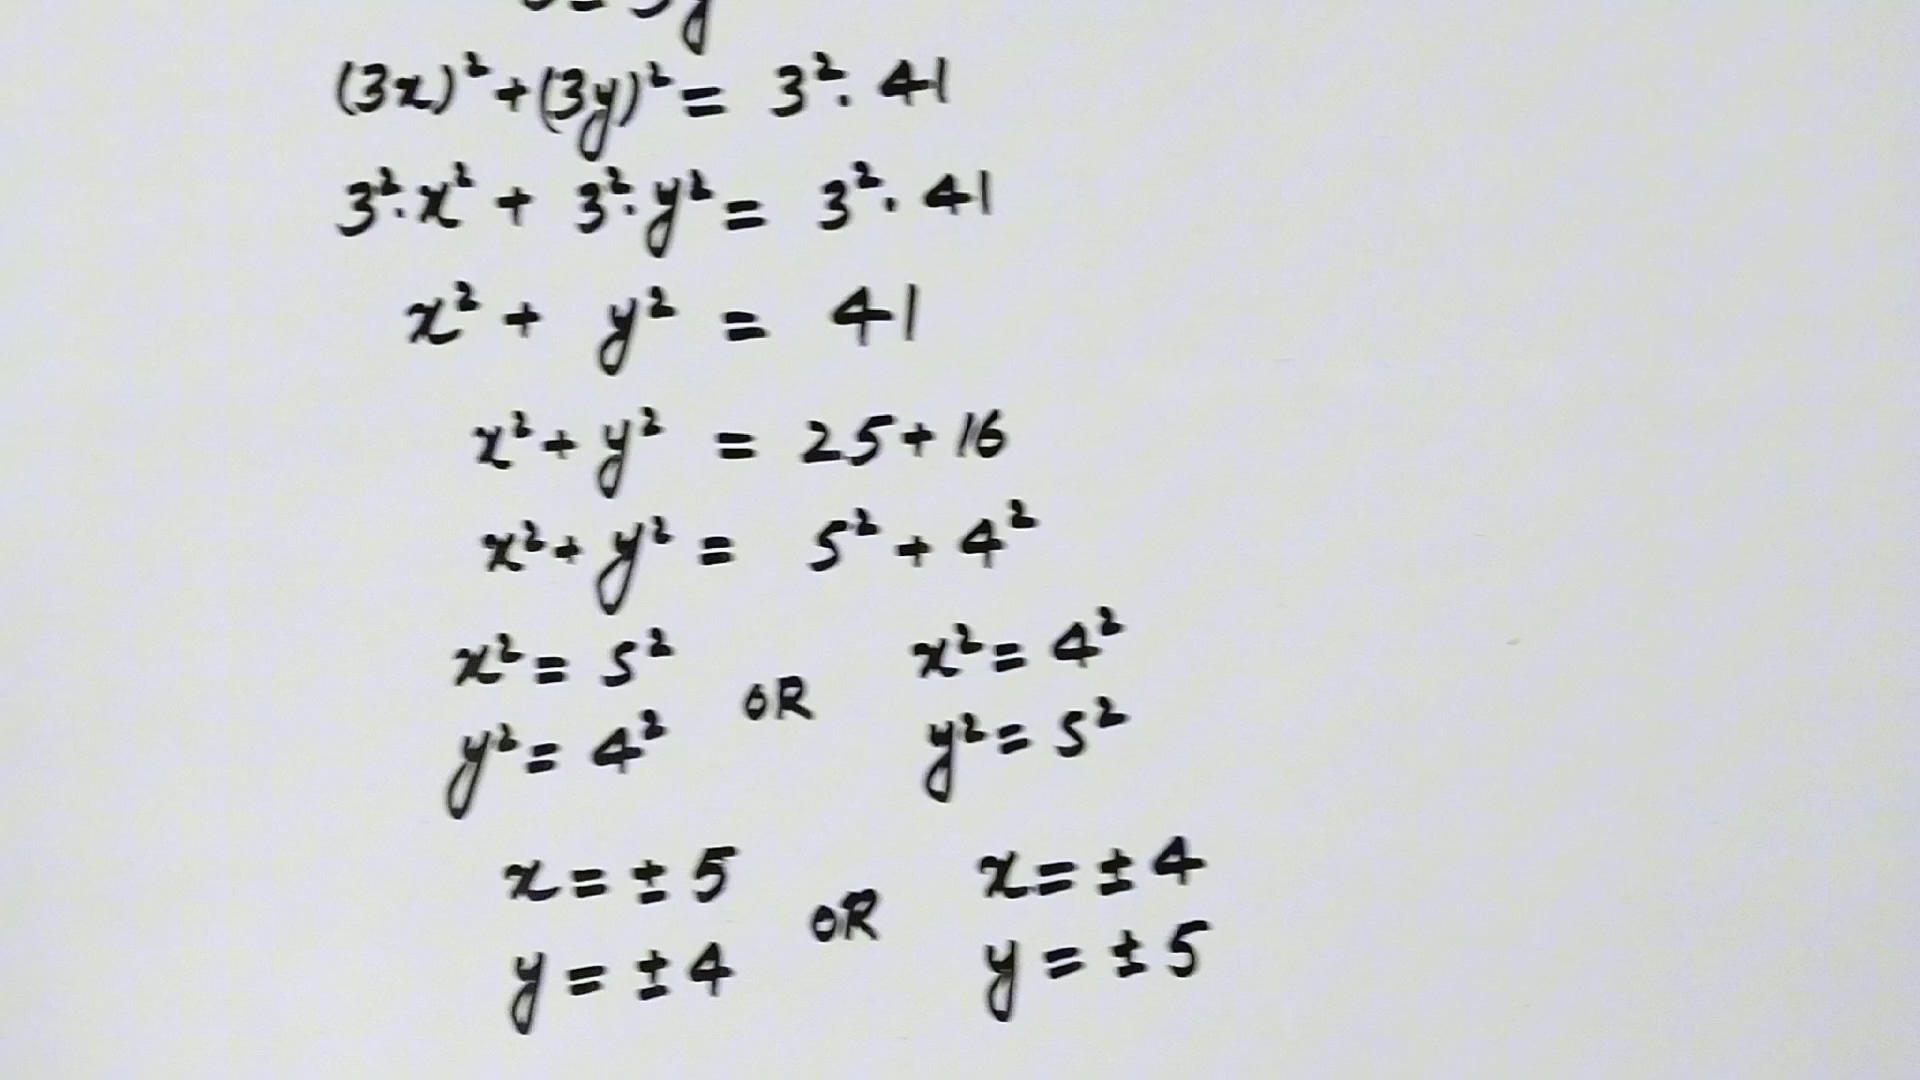 (3x)² + (3y)² = 3² . 41
3² . x² + 3² . y² = 3² . 41
x² + y² = 41
x² + y² = 25 + 16
x² + y² = 5² + 4²
x² = 5² OR x² = 4²
y² = 4² y² = 5²
x = ± 5 OR x = ± 4
y = ± 4 y = ± 5